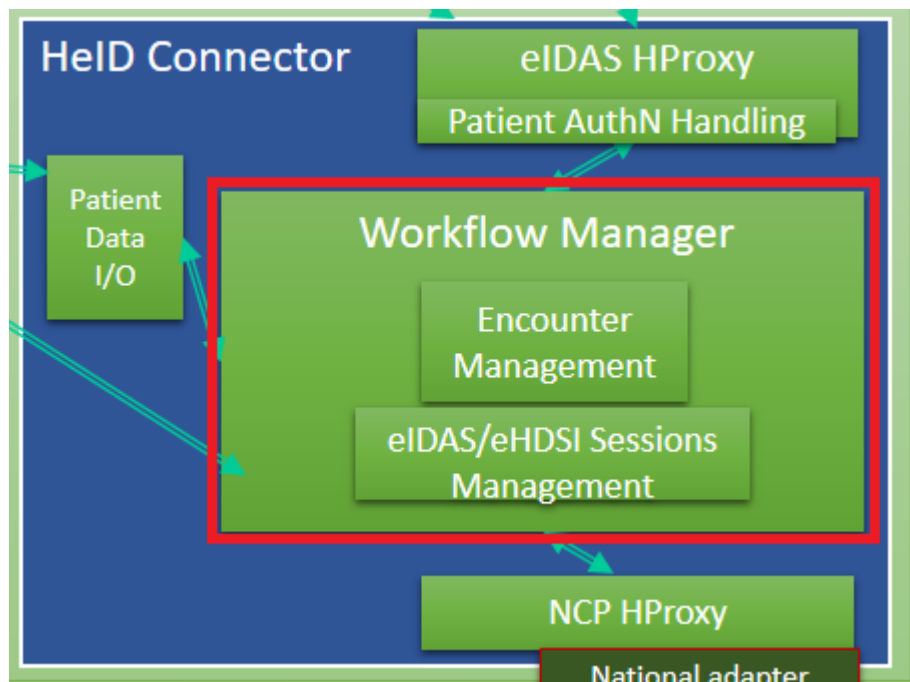 HeID Connector
eIDAS HProxy
Patient AuthN Handling
Patient
Data
I/O
Workflow Manager
Encounter
Management
eIDAS/eHDSI Sessions
Management
NCP HProxy
National adapter